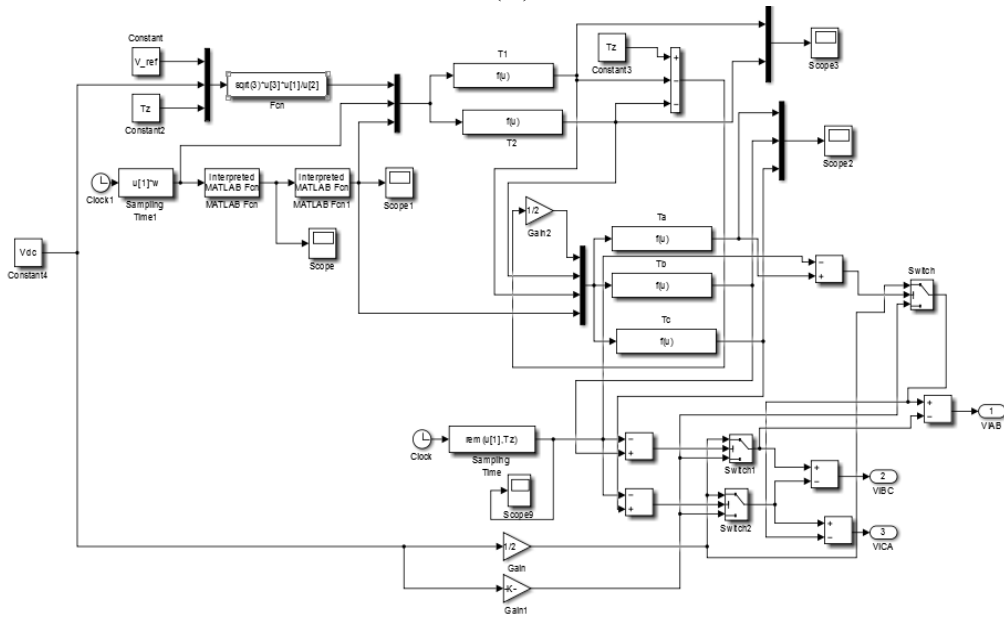 Constant
V_ref
Tz
Constant2
sqrt(3)*u[3]*u[1]/u[2]
Fcn
T1
f(u)
f(u)
T2
Tz
Constant3
+
−
−
Scope3
Scope2
Clock1
u[1]*w
Sampling
Time1
Interpreted
MATLAB Fcn
MATLAB Fcn
Interpreted
MATLAB Fcn
MATLAB Fcn1
Scope1
Scope
Vdc
Constant4
1/2
Gain2
Ta
f(u)
Tb
f(u)
Tc
f(u)
−
+
Switch
+
−
1
VIAB
Clock
rem (u[1],Tz)
Sampling
Time
Scope9
−
+
Switch1
+
−
2
VIBC
−
+
Switch2
+
−
3
VICA
1/2
Gain
-K-
Gain1